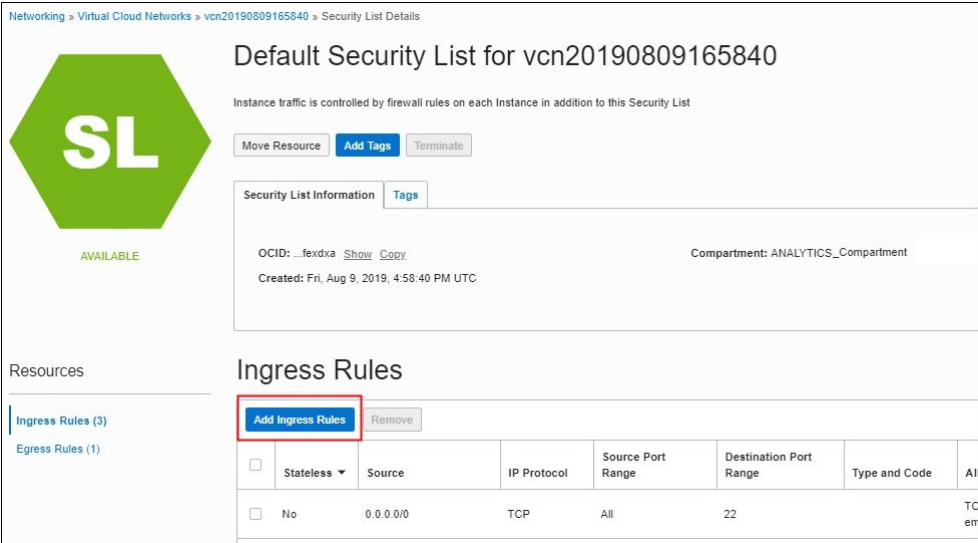 Networking » Virtual Cloud Networks » vcn20190809165840 » Security List Details
SL
AVAILABLE
Default Security List for vcn20190809165840
Instance traffic is controlled by firewall rules on each Instance in addition to this Security List
Move Resource Add Tags Terminate
Security List Information Tags
OCID: ...fexdxa Show Copy Compartment: ANALYTICS_Compartment
Created: Fri, Aug 9, 2019, 4:58:40 PM UTC
Resources
Ingress Rules (3)
Egress Rules (1)
Ingress Rules
Add Ingress Rules Remove
Stateless Source IP Protocol Source Port Range Destination Port Range Type and Code
No 0.0.0.0/0 TCP All 22